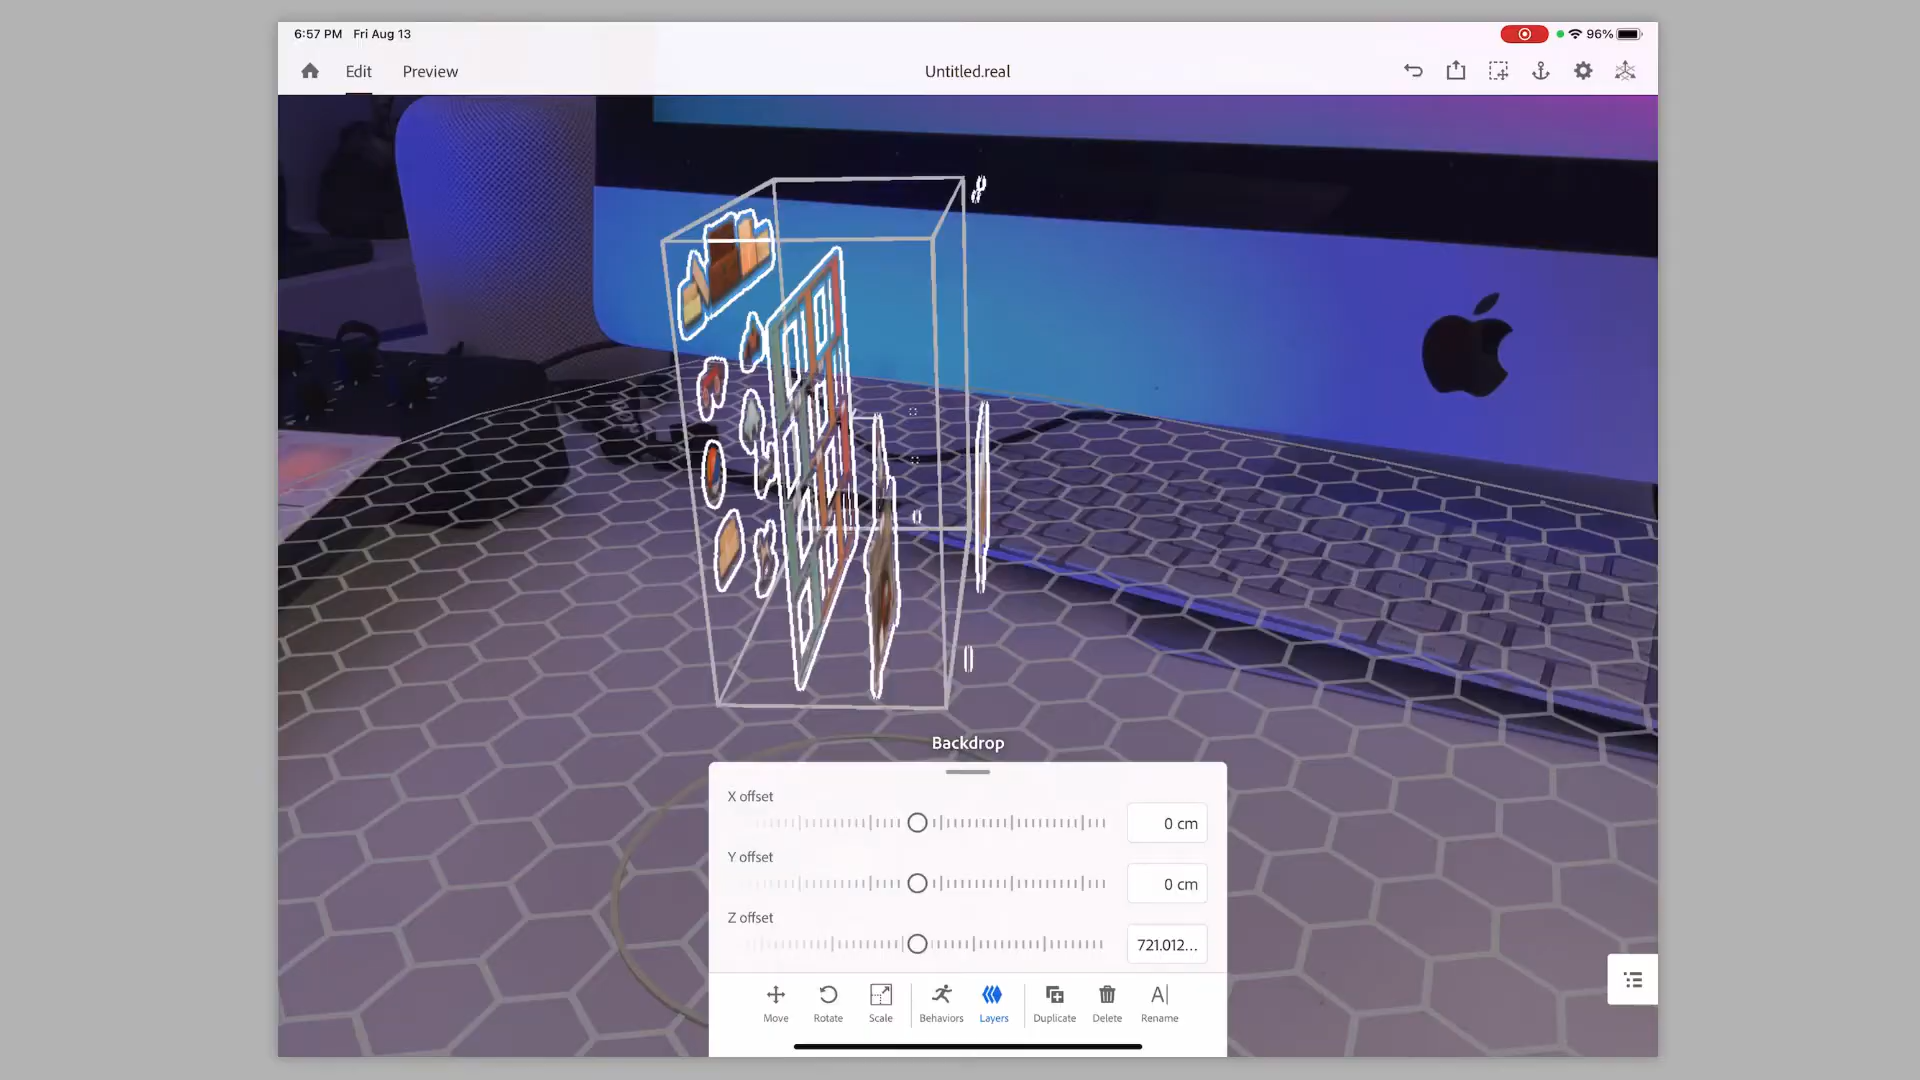 6:57 PM Fri Aug 13
96%
Edit Preview Untitled.real
Backdrop
X offset
0 cm
Y offset
0 cm
Z offset
721.012...
Move Rotate Scale Behaviors Layers Duplicate Delete Rename